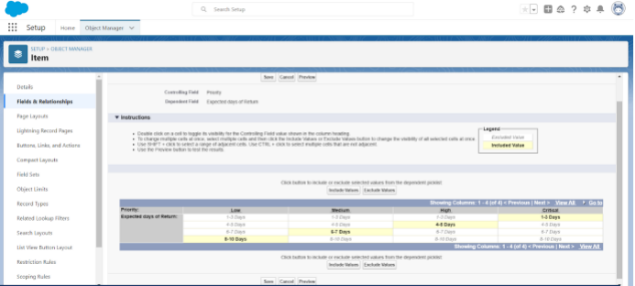 Search Setup
Setup Home Object Manager
SETUP > OBJECT MANAGER
Item
Details
Fields & Relationships
Page Layouts
Lightning Record Pages
Buttons, Links, and Actions
Compact Layouts
Field Sets
Object Limits
Record Types
Related Lookup Filters
Search Layouts
List View Button Layout
Restriction Rules
Scoping Rules
Save Cancel Preview
Controlling Field Priority
Dependent Field Expected days of Return
Instructions
Double click on a cell to toggle its visibility for the Controlling Field value shown in the column heading.
To change multiple cells at once, select multiple cells and then click the Include Values or Exclude Values button to change the visibility of all selected cells at once.
Use SHIFT + click to select a range of adjacent cells. Use CTRL + click to select multiple cells that are not adjacent.
Use the Preview button to test the results.
Legend
Excluded Value
Included Value
Click button to include or exclude selected values from the dependent picklist:
Include Values Exclude Values
Showing Columns: 1 - 4 (of 4) < Previous | Next > View All Go to
Priority: Low Medium High Critical
Expected days of Return: 1-3 Days 1-3 Days 1-3 Days 1-3 Days
4-5 Days 4-5 Days 4-5 Days 4-5 Days
6-7 Days 6-7 Days 6-7 Days 6-7 Days
8-10 Days 8-10 Days 8-10 Days 8-10 Days
Showing Columns: 1 - 4 (of 4) < Previous | Next > View All
Click button to include or exclude selected values from the dependent picklist:
Include Values Exclude Values
Save Cancel Preview